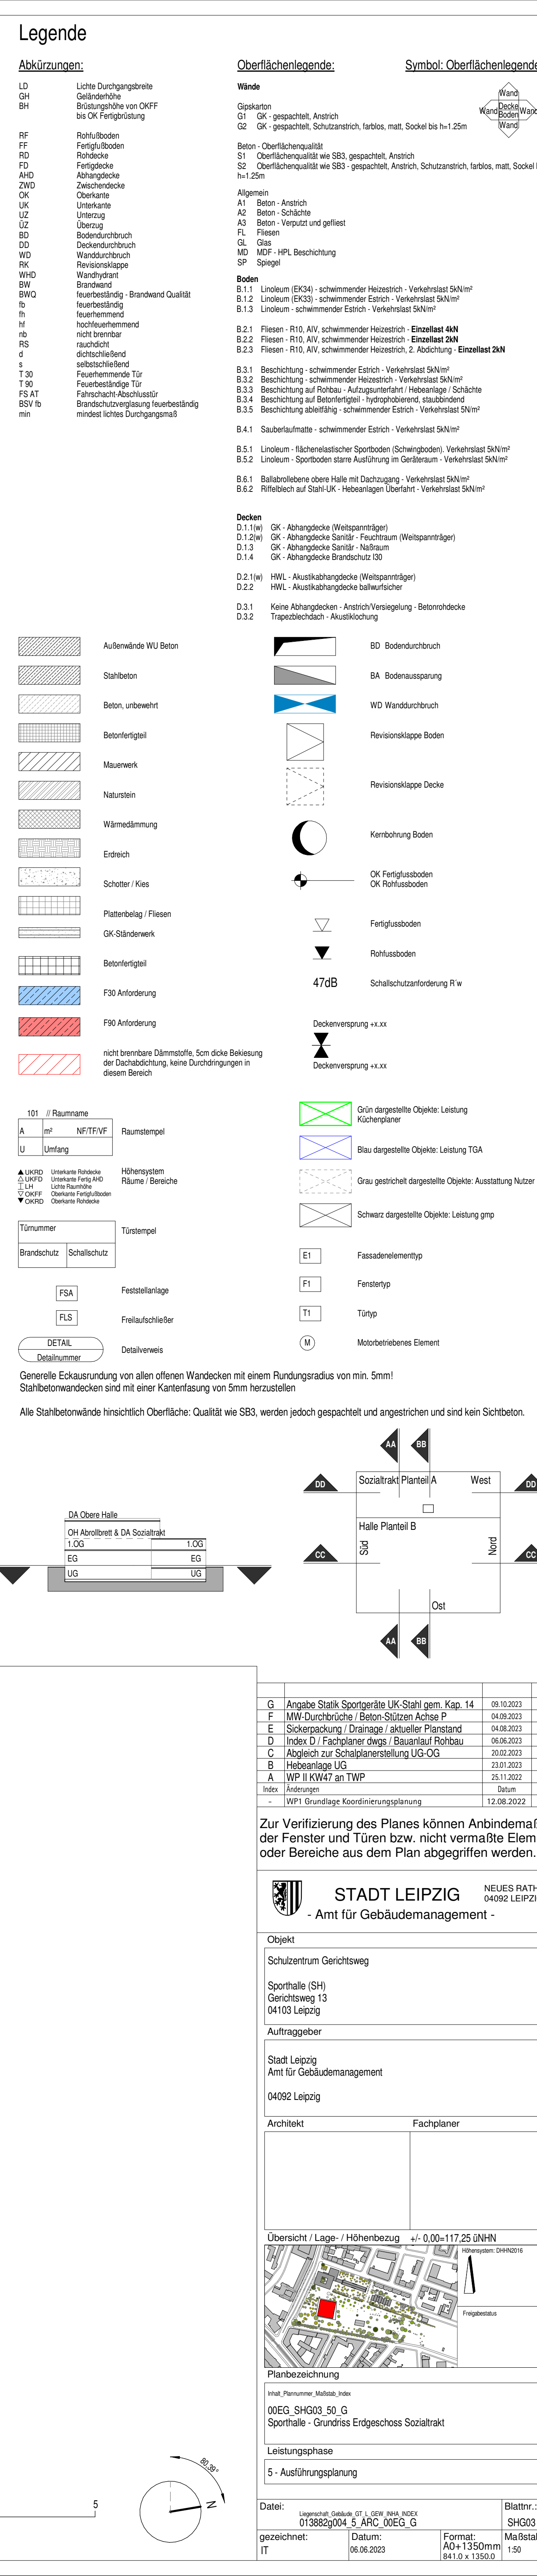 Legende
Abkürzungen:
LD Lichte Durchgangsbreite
GH Geländerhöhe
BH Brüstungshöhe von OKFF
bis OK Fertigbrüstung
RF Rohfußboden
FF Fertigfußboden
RD Rohdecke
FD Fertigdecke
AHD Abhangdecke
ZWD Zwischendecke
OK Oberkante
UK Unterkante
UZ Unterzug
ÜZ Überzug
BD Bodendurchbruch
DD Deckendurchbruch
WD Wanddurchbruch
RK Revisionsklappe
WHD Wandhydrant
BW Brandwand
BWQ feuerbeständig - Brandwand Qualität
fb feuerbeständig
fh feuerhemmend
hf hochfeuerhemmend
nb nicht brennbar
RS rauchdicht
d dichtschließend
s selbstschließend
T 30 Feuerhemmende Tür
T 90 Feuerbeständige Tür
FS AT Fahrschacht-Abschlusstür
BSV fb Brandschutzverglasung feuerbeständig
min mindest lichtes Durchgangsmaß
Oberflächenlegende:
Wände
Gipskarton
G1 GK - gespachtelt, Anstrich
G2 GK - gespachtelt, Schutzanstrich, farblos, matt, Sockel bis h=1.25m
Beton - Oberflächenqualität
S1 Oberflächenqualität wie SB3, gespachtelt, Anstrich
S2 Oberflächenqualität wie SB3 - gespachtelt, Anstrich, Schutzanstrich, farblos, matt, Sockel
h=1.25m
Allgemein
A1 Beton - Anstrich
A2 Beton - Schächte
A3 Beton - Verputzt und gefliest
FL Fliesen
GL Glas
MD MDF - HPL Beschichtung
SP Spiegel
Boden
B.1.1 Linoleum (EK34) - schwimmender Heizestrich - Verkehrslast 5kN/m²
B.1.2 Linoleum (EK33) - schwimmender Estrich - Verkehrslast 5kN/m²
B.1.3 Linoleum - schwimmender Estrich - Verkehrslast 5kN/m²
B.2.1 Fliesen - R10, AIV, schwimmender Heizestrich - Einzellast 4kN
B.2.2 Fliesen - R10, AIV, schwimmender Heizestrich - Einzellast 2kN
B.2.3 Fliesen - R10, AIV, schwimmender Heizestrich, 2. Abdichtung - Einzellast 2kN
B.3.1 Beschichtung - schwimmender Estrich - Verkehrslast 5kN/m²
B.3.2 Beschichtung - schwimmender Heizestrich - Verkehrslast 5kN/m²
B.3.3 Beschichtung auf Rohbau - Aufzugsunterfahrt / Hebeanlage / Schächte
B.3.4 Beschichtung auf Betonfertigteil - hydrophobierend, staubbindend
B.3.5 Beschichtung ableitfähig - schwimmender Estrich - Verkehrslast 5N/m²
B.4.1 Sauberlaufmatte - schwimmender Estrich - Verkehrslast 5kN/m²
B.5.1 Linoleum - flächenelastischer Sportboden (Schwingboden). Verkehrslast 5kN/m²
B.5.2 Linoleum - Sportboden starre Ausführung im Geräteraum - Verkehrslast 5kN/m²
B.6.1 Ballabrollebene obere Halle mit Dachzugang - Verkehrslast 5kN/m²
B.6.2 Riffelblech auf Stahl-UK - Hebeanlagen Überfahrt - Verkehrslast 5kN/m²
Decken
D.1.1(w) GK - Abhangdecke (Weitspannträger)
D.1.2(w) GK - Abhangdecke Sanitär - Feuchtraum (Weitspannträger)
D.1.3 GK - Abhangdecke Sanitär - Naßraum
D.1.4 GK - Abhangdecke Brandschutz I30
D.2.1(w) HWL - Akustikabhangdecke (Weitspannträger)
D.2.2 HWL - Akustikabhangdecke ballwurfsicher
D.3.1 Keine Abhangdecken - Anstrich/Versiegelung - Betonrohdecke
D.3.2 Trapezblechdach - Akustiklochung
Symbol: Oberflächenlegende
Wand
Wand Decke Wand
Boden
Wand
Außenwände WU Beton
Stahlbeton
Beton, unbewehrt
Betonfertigteil
Mauerwerk
Naturstein
Wärmedämmung
Erdreich
Schotter / Kies
Plattenbelag / Fliesen
GK-Ständerwerk
Betonfertigteil
F30 Anforderung
F90 Anforderung
nicht brennbare Dämmstoffe, 5cm dicke Bekiesung
der Dachabdichtung, keine Durchdringungen in
diesem Bereich
BD Bodendurchbruch
BA Bodenaussparung
WD Wanddurchbruch
Revisionsklappe Boden
Revisionsklappe Decke
Kernbohrung Boden
OK Fertigfussboden
OK Rohfussboden
Fertigfussboden
Rohfussboden
47dB Schallschutzanforderung R´w
Deckenversprung +x.xx
Deckenversprung +x.xx
101 // Raumname
A m² NF/TF/VF
U Umfang
Raumstempel
UKRD Unterkante Rohdecke
UKFD Unterkante Fertig AHD
LH Lichte Raumhöhe
OKFF Oberkante Fertigfußboden
OKRD Oberkante Rohdecke
Höhensystem
Räume / Bereiche
Türnummer
Brandschutz Schallschutz
Türstempel
FSA Feststellanlage
FLS Freilaufschließer
DETAIL
Detailnummer
Detailverweis
Grün dargestellte Objekte: Leistung
Küchenplaner
Blau dargestellte Objekte: Leistung TGA
Grau gestrichelt dargestellte Objekte: Ausstattung Nutzer
Schwarz dargestellte Objekte: Leistung gmp
E1 Fassadenelementtyp
F1 Fenstertyp
T1 Türtyp
M Motorbetriebenes Element
Generelle Eckausrundung von allen offenen Wandecken mit einem Rundungsradius von min. 5mm!
Stahlbetonwandecken sind mit einer Kantenfasung von 5mm herzustellen
Alle Stahlbetonwände hinsichtlich Oberfläche: Qualität wie SB3, werden jedoch gespachtelt und angestrichen und sind kein Sichtbeton.
DA Obere Halle
OH Abrollbrett & DA Sozialtrakt
1.OG 1.OG
EG EG
UG UG
AA BB
DD DD
Sozialtrakt Planteil A West
Halle Planteil B
Süd Nord
CC CC
Ost
AA BB
G Angabe Statik Sportgeräte UK-Stahl gem. Kap. 14 09.10.2023
F MW-Durchbrüche / Beton-Stützen Achse P 04.09.2023
E Sickerpackung / Drainage / aktueller Planstand 04.08.2023
D Index D / Fachplaner dwgs / Bauanlauf Rohbau 06.06.2023
C Abgleich zur Schalplanerstellung UG-OG 20.02.2023
B Hebeanlage UG 23.01.2023
A WP II KW47 an TWP 25.11.2022
Index Änderungen Datum
- WP1 Grundlage Koordinierungsplanung 12.08.2022
Zur Verifizierung des Planes können Anbindemaß
der Fenster und Türen bzw. nicht vermaßte Elem
oder Bereiche aus dem Plan abgegriffen werden.
STADT LEIPZIG
- Amt für Gebäudemanagement -
NEUES RATH
04092 LEIPZI
Objekt
Schulzentrum Gerichtsweg
Sporthalle (SH)
Gerichtsweg 13
04103 Leipzig
Auftraggeber
Stadt Leipzig
Amt für Gebäudemanagement
04092 Leipzig
Architekt Fachplaner
Übersicht / Lage- / Höhenbezug +/- 0,00=117,25 üNHN
Höhensystem: DHHN2016
Freigabestatus
Planbezeichnung
Inhalt_Plannummer_Maßstab_Index
00EG_SHG03_50_G
Sporthalle - Grundriss Erdgeschoss Sozialtrakt
Leistungsphase
5 - Ausführungsplanung
80.39°
N
5
Datei: Blattnr.:
Liegenschaft_Gebäude_GT_L_GEW_INHA_INDEX
013882g004_5_ARC_00EG_G SHG03
gezeichnet: Datum: Format: Maßstal
IT 06.06.2023 A0+1350mm 1:50
841.0 x 1350.0